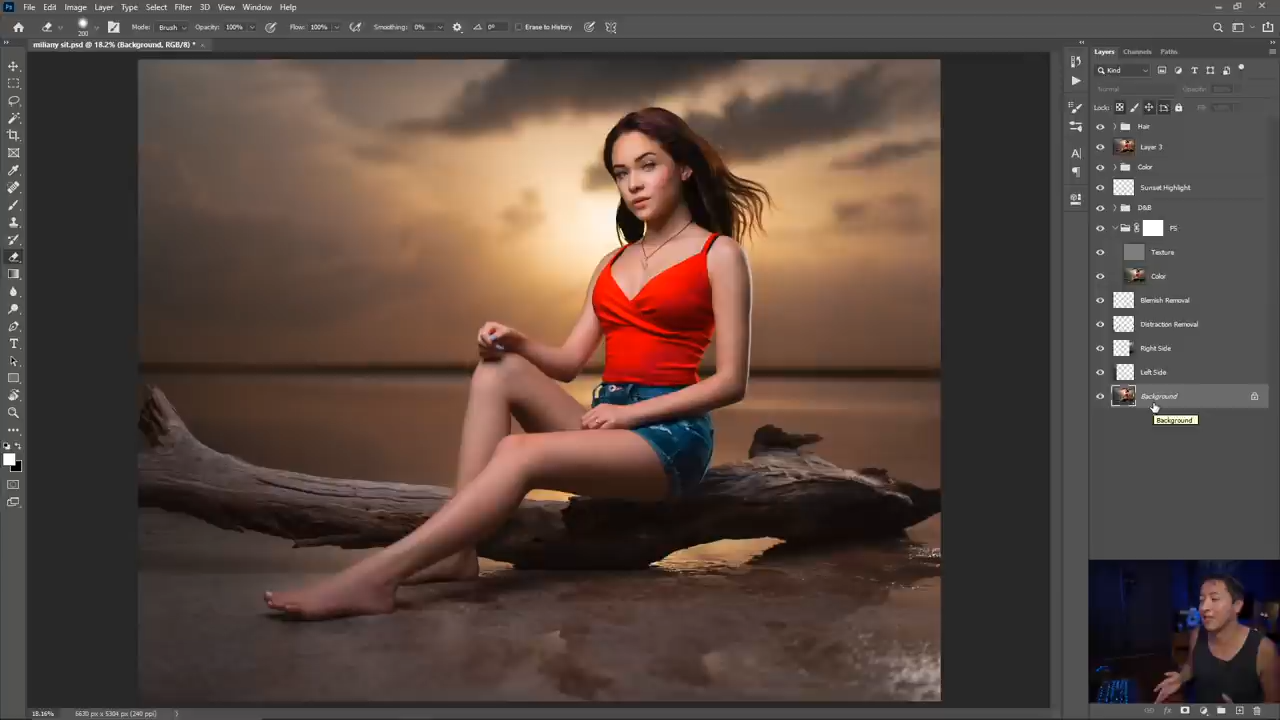 Ps File Edit Image Layer Type Select Filter 3D View Window Help
200 Mode: Brush Opacity: 100% Flow: 100% Smoothing: 0% 0° Erase to History
miliany sit.psd @ 18.2% (Background, RGB/8) * ×
Layers Channels Paths
Kind
Normal Opacity: 100%
Lock: Fill: 100%
Hair
Layer 3
Color
Sunset Highlight
D&B
FS
Texture
Color
Blemish Removal
Distraction Removal
Right Side
Left Side
Background
Background
18.16% 6630 px x 5304 px (240 ppi)